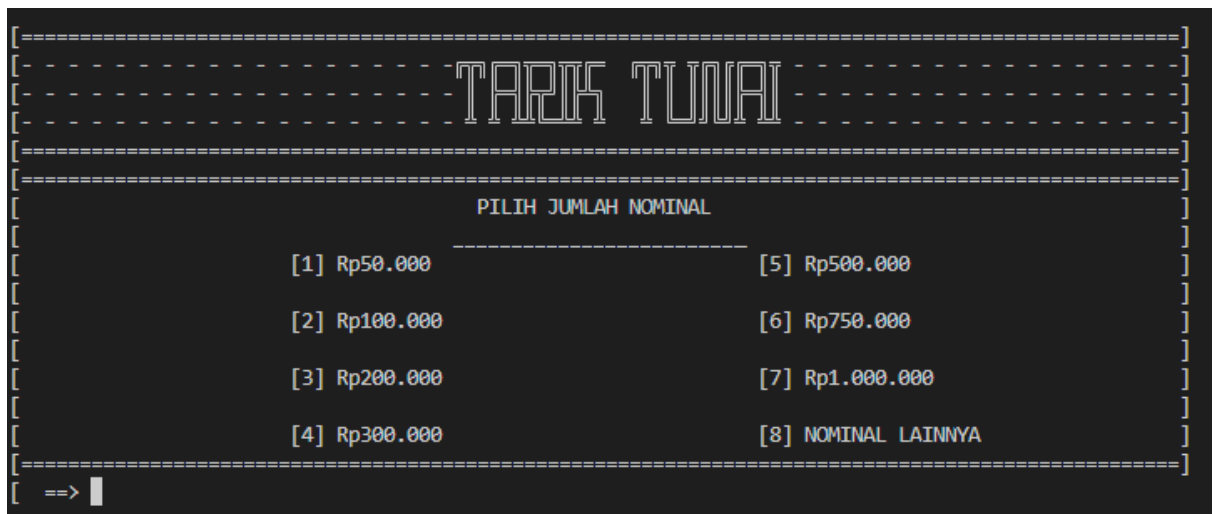 TARIK TUNAI
PILIH JUMLAH NOMINAL
[1] Rp50.000 [5] Rp500.000
[2] Rp100.000 [6] Rp750.000
[3] Rp200.000 [7] Rp1.000.000
[4] Rp300.000 [8] NOMINAL LAINNYA
[ ==>